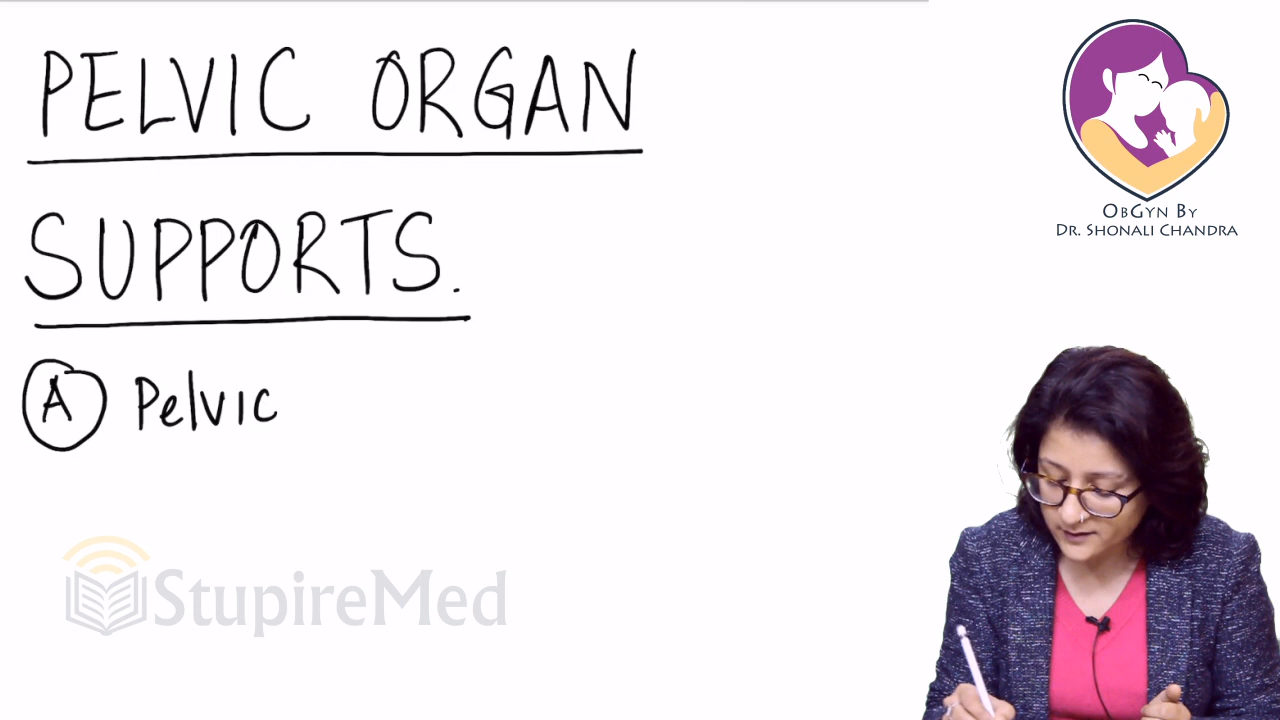 PELVIC ORGAN
SUPPORTS.
A Pelvic
OBGYN BY
DR. SHONALI CHANDRA
StupireMed